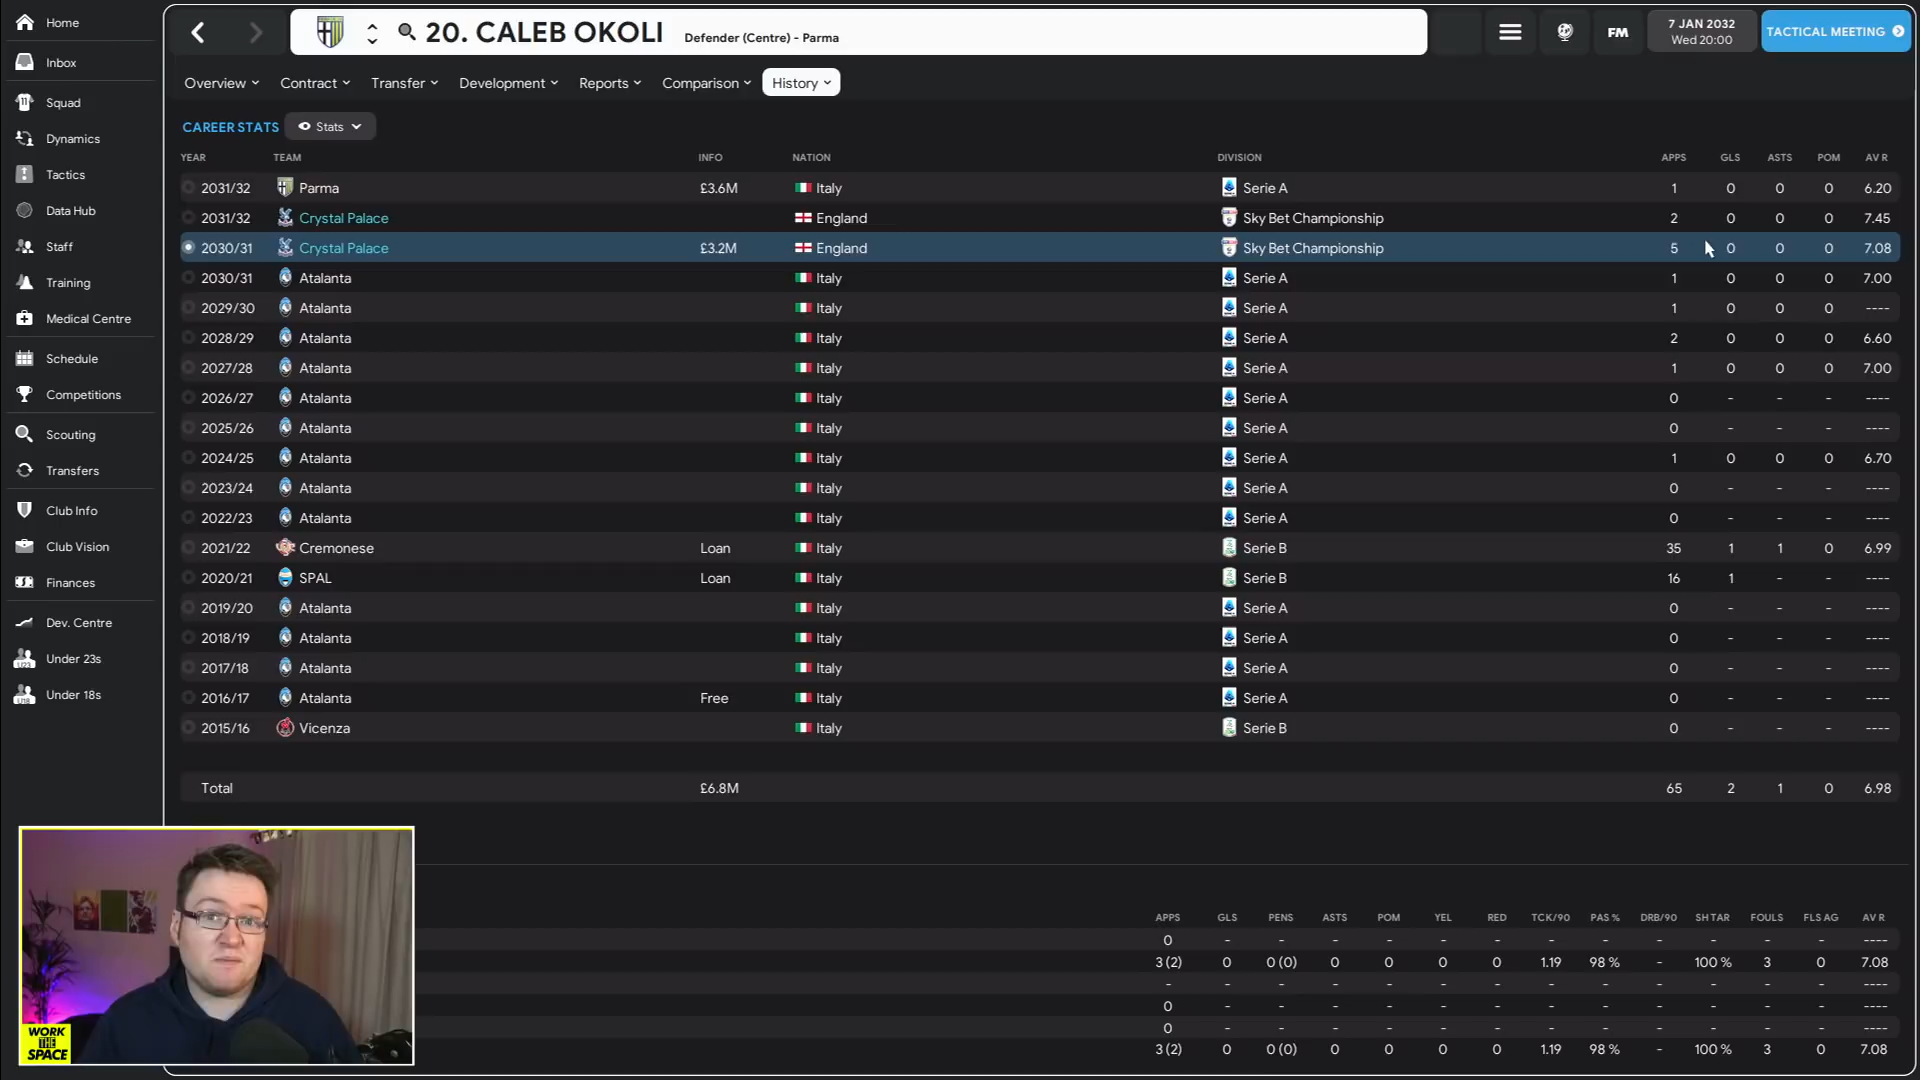 Home
Inbox
Squad
Dynamics
Tactics
Data Hub
Staff
Training
Medical Centre
Schedule
Competitions
Scouting
Transfers
Club Info
Club Vision
Finances
Dev. Centre
Under 23s
Under 18s
20. CALEB OKOLI Defender (Centre) - Parma
FM
7 JAN 2032
Wed 20:00
TACTICAL MEETING
Overview Contract Transfer Development Reports Comparison History
CAREER STATS Stats
YEAR TEAM INFO NATION DIVISION APPS GLS ASTS POM AV R
2031/32 Parma £3.6M Italy Serie A 1 0 0 0 6.20
2031/32 Crystal Palace England Sky Bet Championship 2 0 0 0 7.45
2030/31 Crystal Palace £3.2M England Sky Bet Championship 5 0 0 0 7.08
2030/31 Atalanta Italy Serie A 1 0 0 0 7.00
2029/30 Atalanta Italy Serie A 1 0 0 0 ----
2028/29 Atalanta Italy Serie A 2 0 0 0 6.60
2027/28 Atalanta Italy Serie A 1 0 0 0 7.00
2026/27 Atalanta Italy Serie A 0 - - - ----
2025/26 Atalanta Italy Serie A 0 - - - ----
2024/25 Atalanta Italy Serie A 1 0 0 0 6.70
2023/24 Atalanta Italy Serie A 0 - - - ----
2022/23 Atalanta Italy Serie A 0 - - - ----
2021/22 Cremonese Loan Italy Serie B 35 1 1 0 6.99
2020/21 SPAL Loan Italy Serie B 16 1 - - ----
2019/20 Atalanta Italy Serie A 0 - - - ----
2018/19 Atalanta Italy Serie A 0 - - - ----
2017/18 Atalanta Italy Serie A 0 - - - ----
2016/17 Atalanta Free Italy Serie A 0 - - - ----
2015/16 Vicenza Italy Serie B 0 - - - ----
Total £6.8M 65 2 1 0 6.98
APPS GLS PENS ASTS POM YEL RED TCK/90 PAS % DRB/90 SH TAR FOULS FLS AG AV R
0 - - - - - - - - - - - - ----
3 (2) 0 0 (0) 0 0 0 0 1.19 98 % - 100 % 3 0 7.08
- - - - - - - - - - - - - ----
0 - - - - - - - - - - - - ----
0 - - - - - - - - - - - - ----
3 (2) 0 0 (0) 0 0 0 0 1.19 98 % - 100 % 3 0 7.08
WORK
THE
SPACE